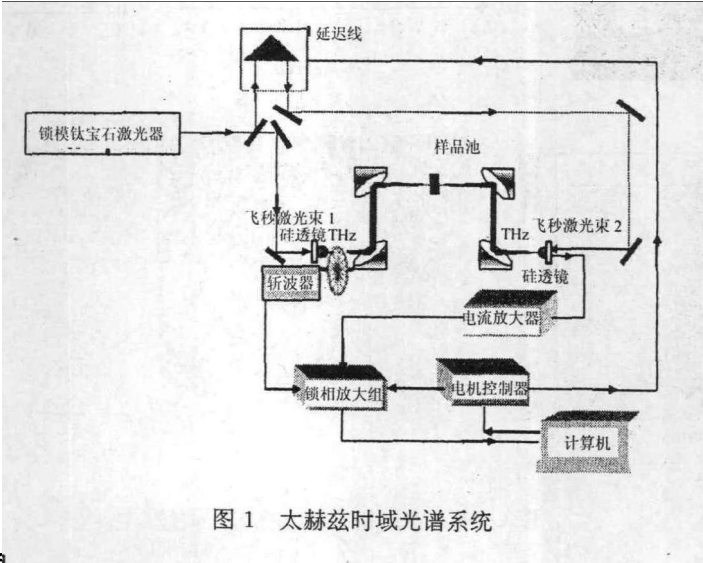 延迟线
锁模钛宝石激光器
样品池
飞秒激光束 1
硅透镜 THz
THz
飞秒激光束 2
硅透镜
斩波器
电流放大器
锁相放大组
电机控制器
计算机
图 1 太赫兹时域光谱系统